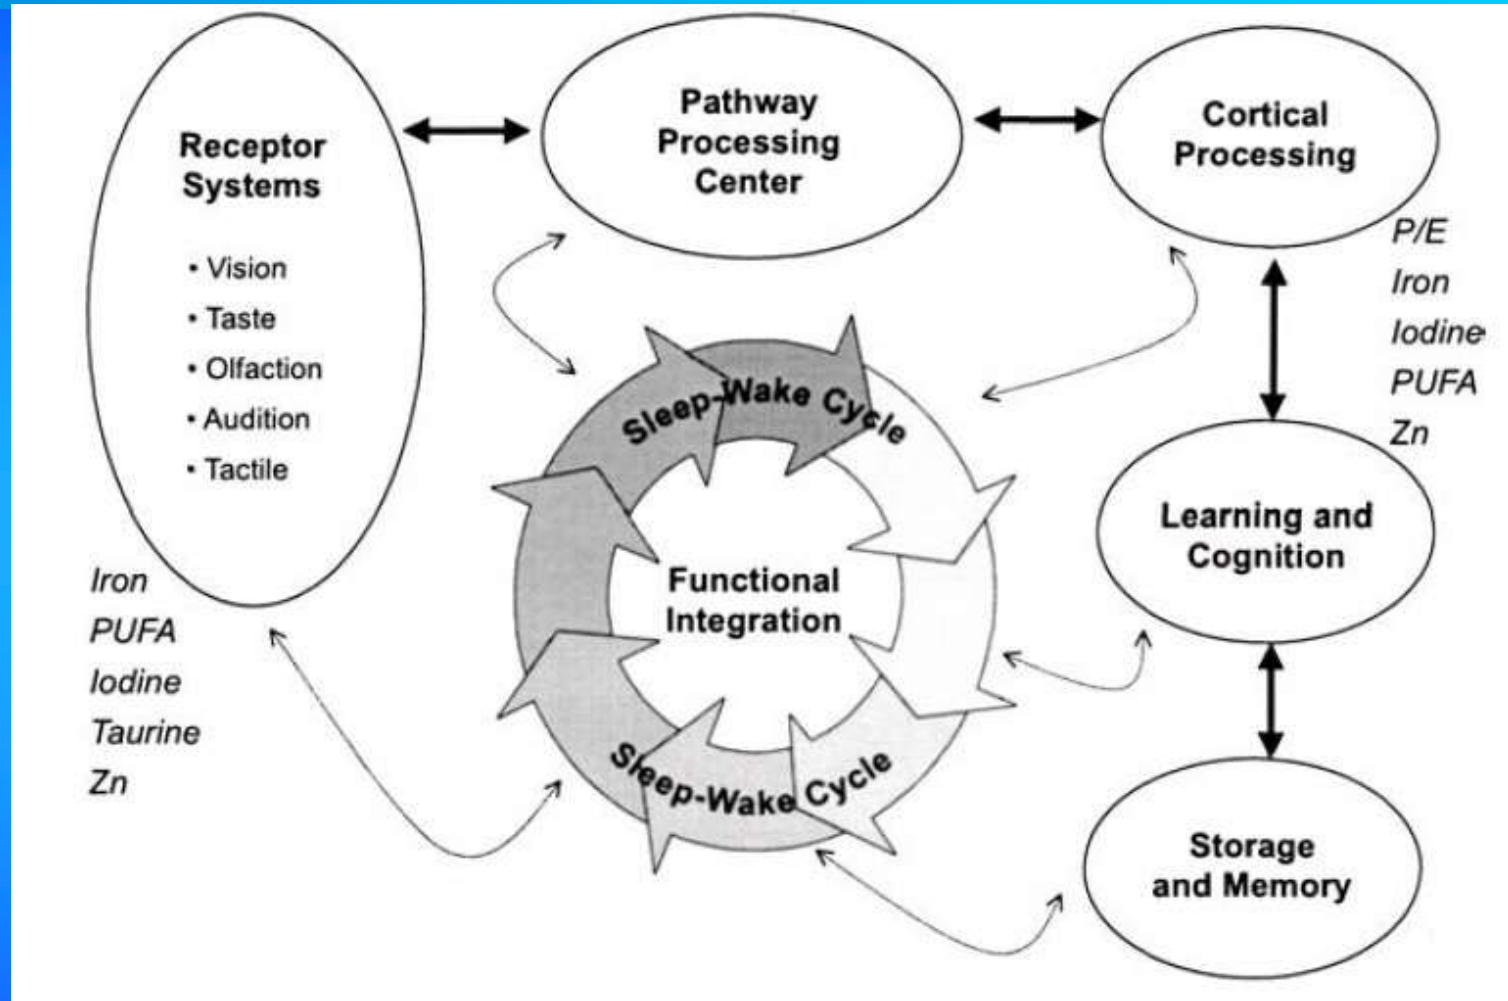 Receptor
Systems
• Vision
• Taste
• Olfaction
• Audition
• Tactile
Iron
PUFA
Iodine
Taurine
Zn
Pathway
Processing
Center
Cortical
Processing
P/E
Iron
Iodine
PUFA
Zn
Sleep-Wake Cycle
Functional
Integration
Sleep-Wake Cycle
Learning and
Cognition
Storage
and Memory